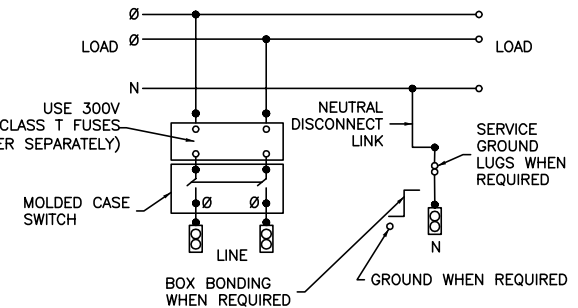 Ø
LOAD Ø
LOAD
N
USE 300V
CLASS T FUSES
ER SEPARATELY)
NEUTRAL
DISCONNECT
LINK
SERVICE
GROUND
LUGS WHEN
REQUIRED
MOLDED CASE
SWITCH
Ø Ø
LINE
N
BOX BONDING
WHEN REQUIRED
GROUND WHEN REQUIRED